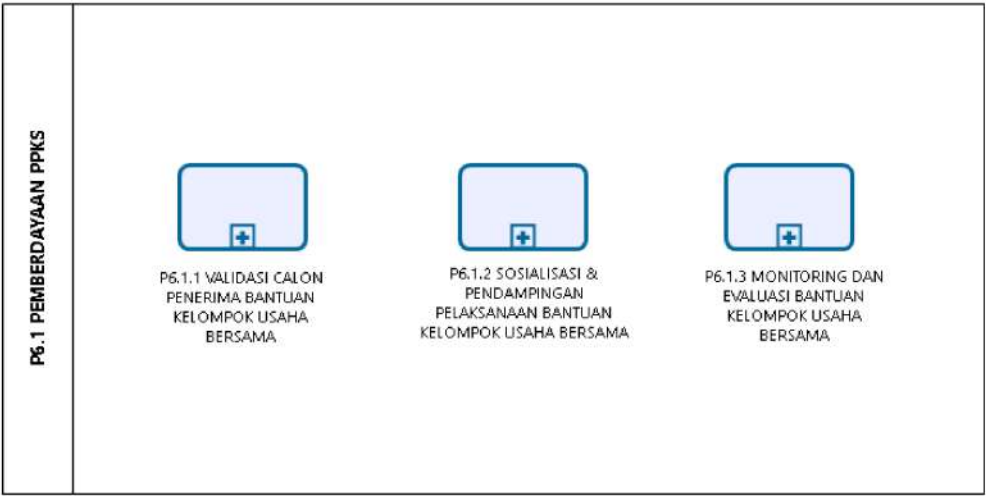 P6.1 PEMBERDAYAAN PPKS
P6.1.1 VALIDASI CALON
PENERIMA BANTUAN
KELOMPOK USAHA
BERSAMA
P6.1.2 SOSIALISASI &
PENDAMPINGAN
PELAKSANAAN BANTUAN
KELOMPOK USAHA BERSAMA
P6.1.3 MONITORING DAN
EVALUASI BANTUAN
KELOMPOK USAHA
BERSAMA